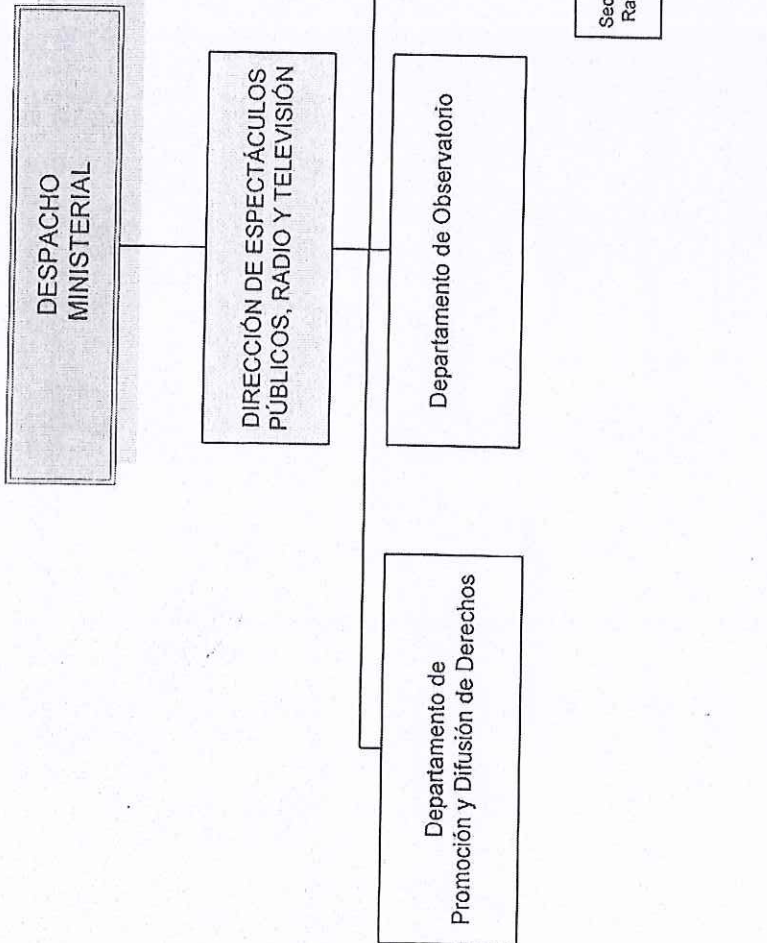 DESPACHO
MINISTERIAL
DIRECCIÓN DE ESPECTÁCULOS
PÚBLICOS, RADIO Y TELEVISIÓN
Departamento de
Promoción y Difusión de Derechos
Departamento de Observatorio